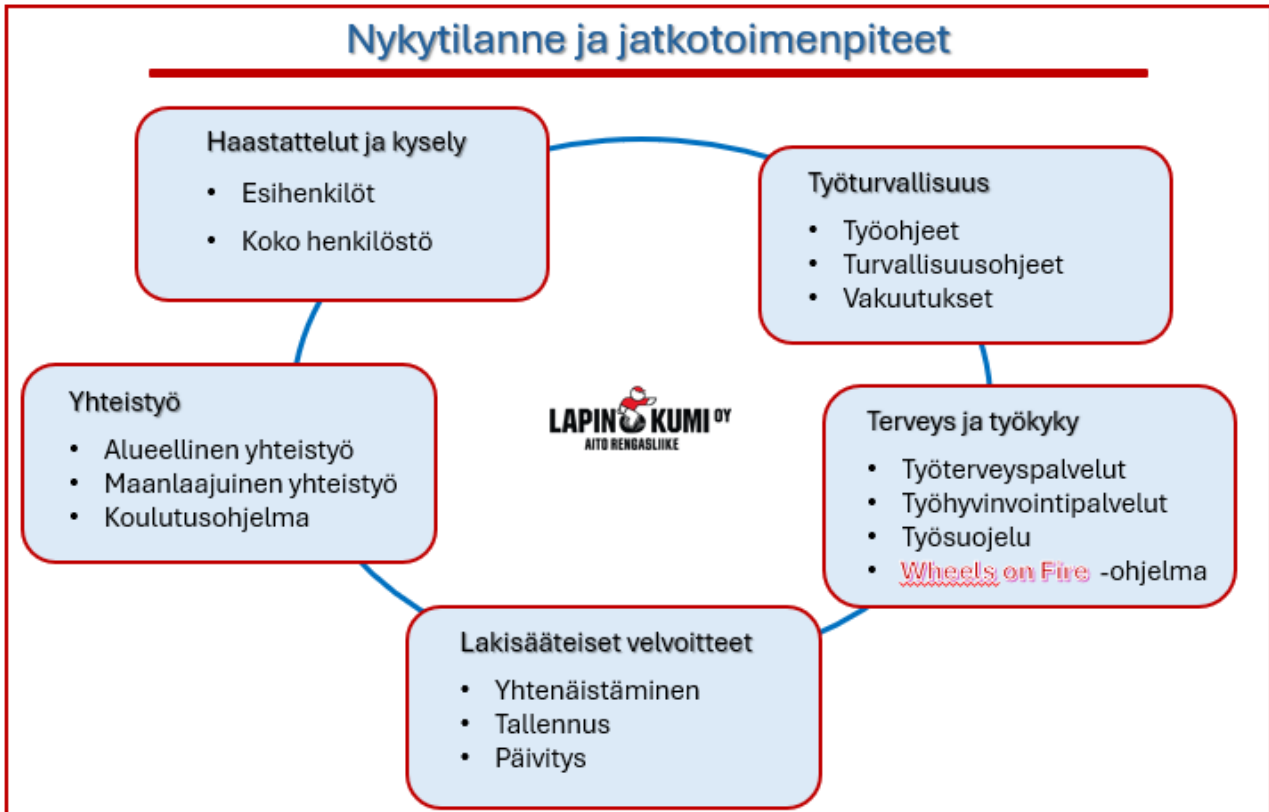 Nykytilanne ja jatkotoimenpiteet
Haastattelut ja kysely
• Esihenkilöt
• Koko henkilöstö
Työturvallisuus
• Työohjeet
• Turvallisuusohjeet
• Vakuutukset
Terveys ja työkyky
• Työterveyspalvelut
• Työhyvinvointipalvelut
• Työsuojelu
• Wheels on Fire -ohjelma
Lakisääteiset velvoitteet
• Yhtenäistäminen
• Tallennus
• Päivitys
Yhteistyö
• Alueellinen yhteistyö
• Maanlaajuinen yhteistyö
• Koulutusohjelma
LAPIN KUMI OY
AITO RENGASLIIKE